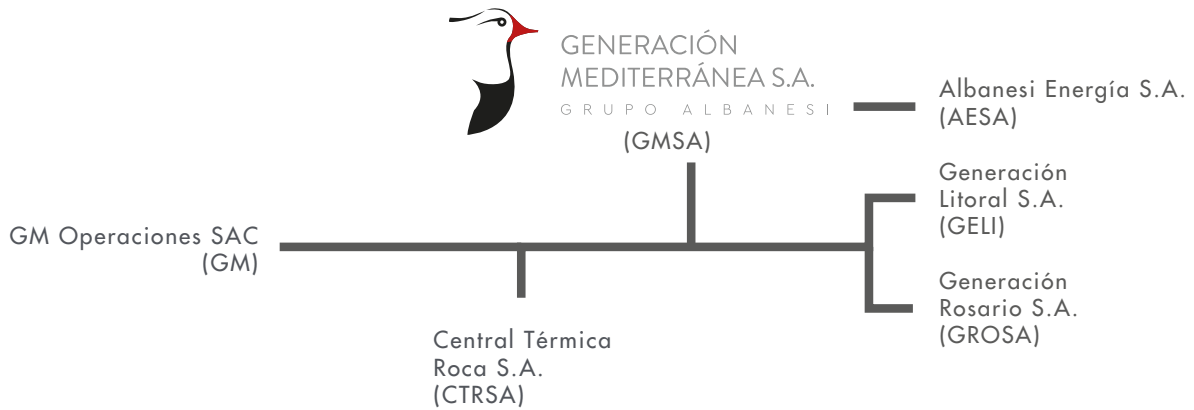 GENERACIÓN
MEDITERRÁNEA S.A.
GRUPO ALBANESI
(GMSA)
Albanesi Energía S.A.
(AESA)
Generación
Litoral S.A.
(GELI)
GM Operaciones SAC
(GM)
Generación
Rosario S.A.
(GROSA)
Central Térmica
Roca S.A.
(CTRSA)